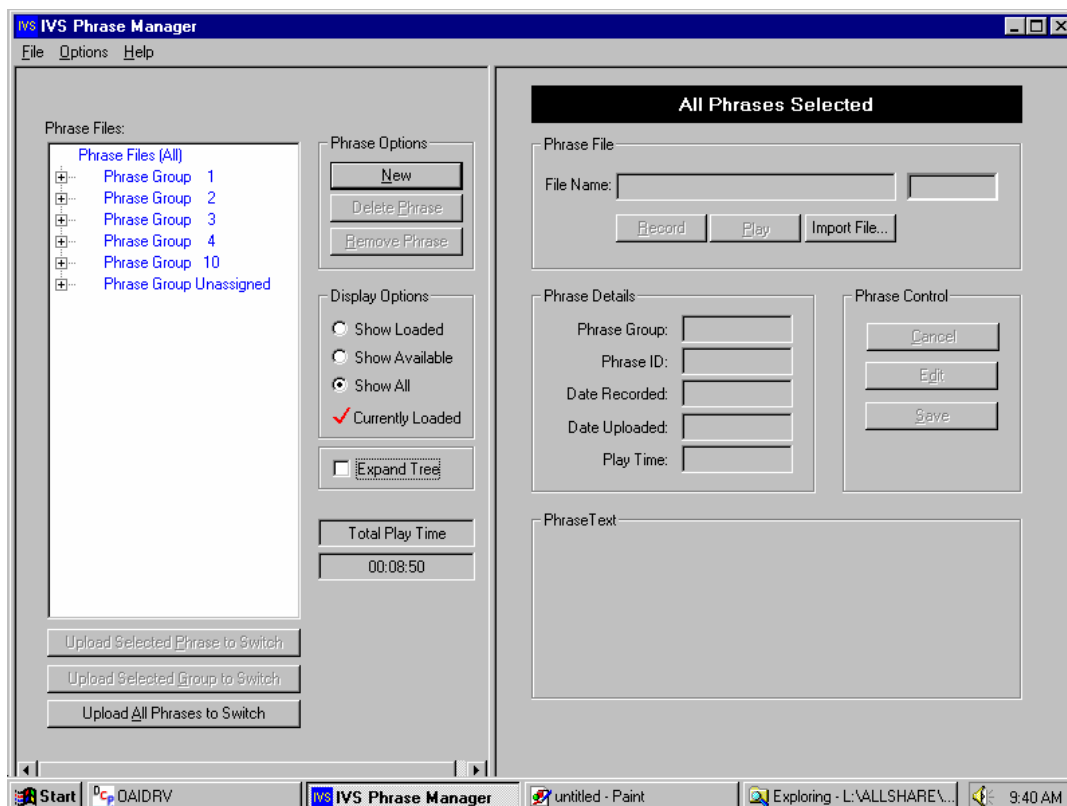 IVS IVS Phrase Manager
File Options Help
Phrase Files:
Phrase Files (All)
Phrase Group 1
Phrase Group 2
Phrase Group 3
Phrase Group 4
Phrase Group 10
Phrase Group Unassigned
Upload Selected Phrase to Switch
Upload Selected Group to Switch
Upload All Phrases to Switch
Phrase Options
New
Delete Phrase
Remove Phrase
Display Options
Show Loaded
Show Available
Show All
Currently Loaded
Expand Tree
Total Play Time
00:08:50
All Phrases Selected
Phrase File
File Name:
Record Play Import File...
Phrase Details
Phrase Group:
Phrase ID:
Date Recorded:
Date Uploaded:
Play Time:
Phrase Control
Cancel
Edit
Save
PhraseText
Start DCP OAIDRV IVS IVS Phrase Manager untitled - Paint Exploring - L:\ALLSHARE\... 9:40 AM